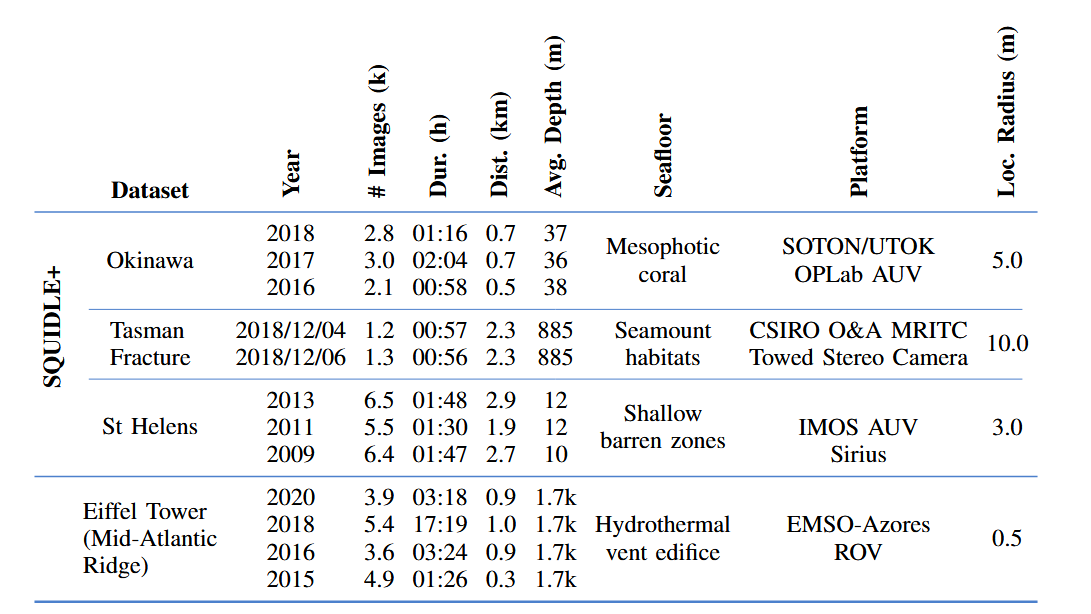 Dataset Year # Images (k) Dur. (h) Dist. (km) Avg. Depth (m) Seafloor Platform Loc. Radius (m)
SQUIDLE+
Okinawa
2018 2.8 01:16 0.7 37
2017 3.0 02:04 0.7 36
2016 2.1 00:58 0.5 38
Mesophotic
coral
SOTON/UTOK
OPLab AUV
5.0
Tasman
Fracture
2018/12/04 1.2 00:57 2.3 885
2018/12/06 1.3 00:56 2.3 885
Seamount
habitats
CSIRO O&A MRITC
Towed Stereo Camera
10.0
St Helens
2013 6.5 01:48 2.9 12
2011 5.5 01:30 1.9 12
2009 6.4 01:47 2.7 10
Shallow
barren zones
IMOS AUV
Sirius
3.0
Eiffel Tower
(Mid-Atlantic
Ridge)
2020 3.9 03:18 0.9 1.7k
2018 5.4 17:19 1.0 1.7k
2016 3.6 03:24 0.9 1.7k
2015 4.9 01:26 0.3 1.7k
Hydrothermal
vent edifice
EMSO-Azores
ROV
0.5